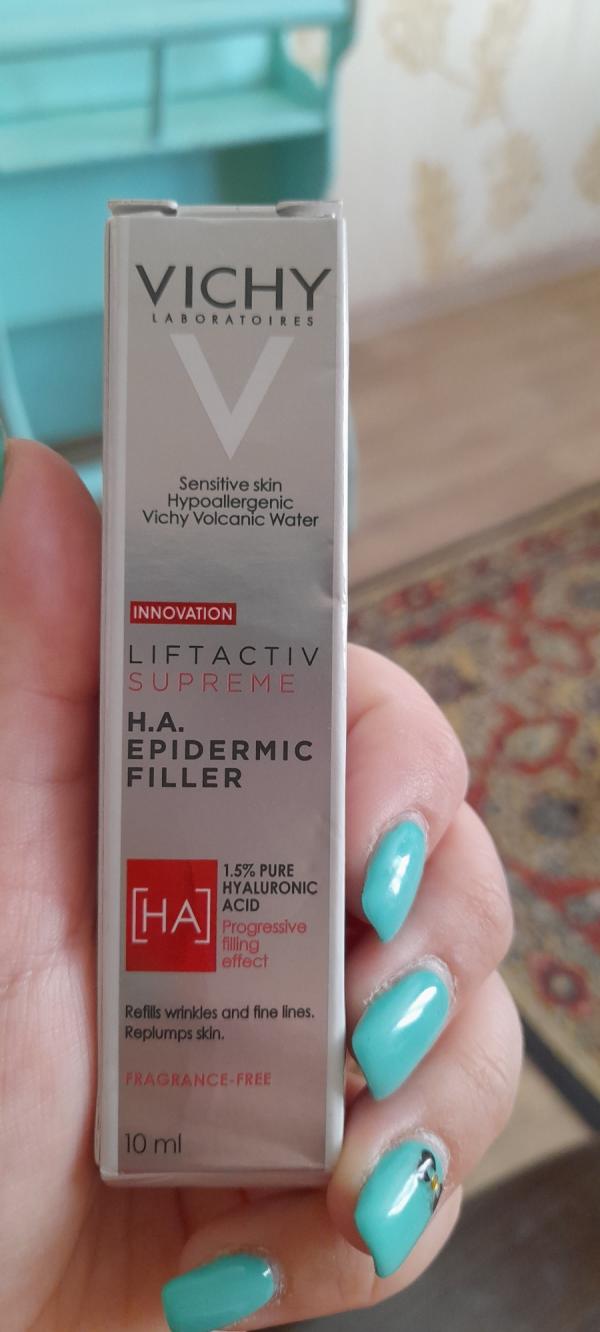 VICHY
LABORATOIRES
V
Sensitive skin
Hypoallergenic
Vichy Volcanic Water
INNOVATION
LIFTACTIV
SUPREME
H.A.
EPIDERMIC
FILLER
[HA]
1.5% PURE
HYALURONIC
ACID
Progressive
filling
effect
Refills wrinkles and fine lines.
Replumps skin.
FRAGRANCE-FREE
10 ml